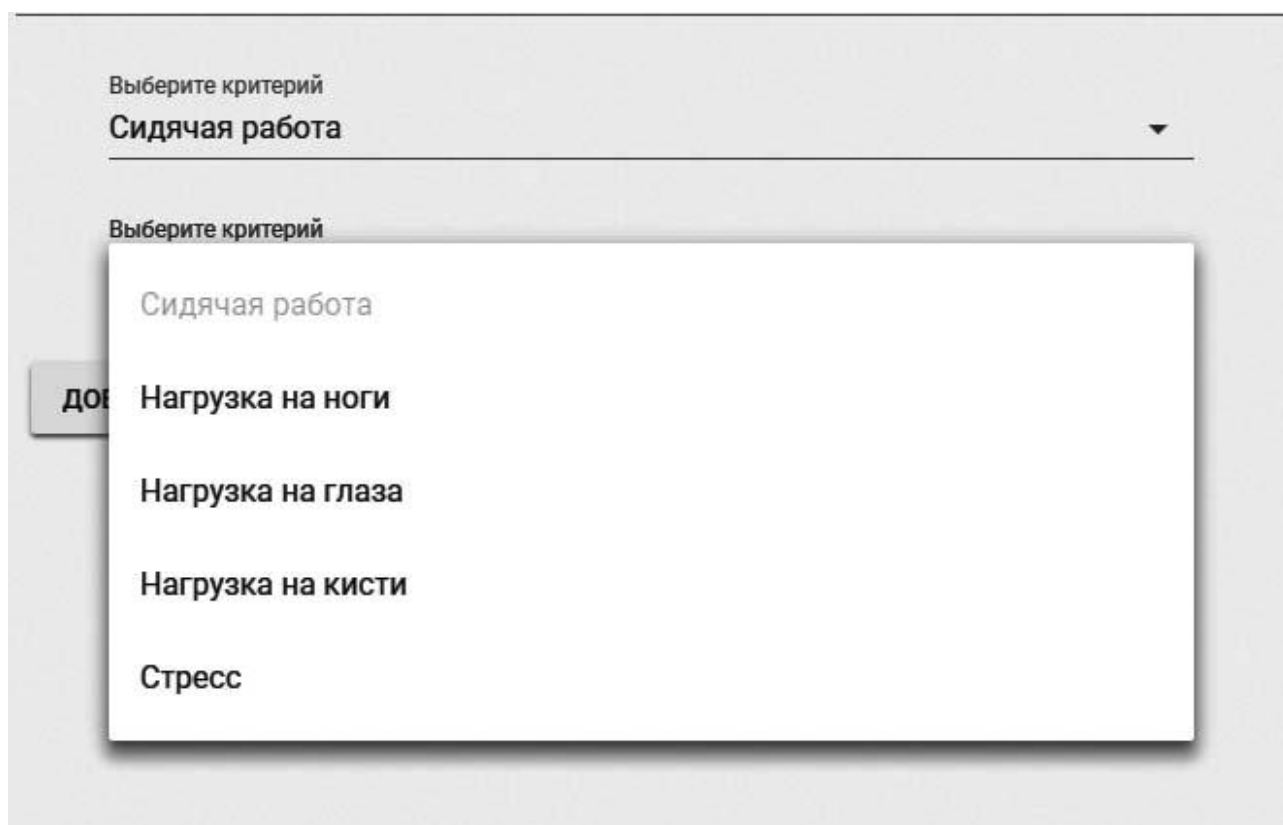 Выберите критерий
Сидячая работа
Выберите критерий
Сидячая работа
Нагрузка на ноги
Нагрузка на глаза
Нагрузка на кисти
Стресс